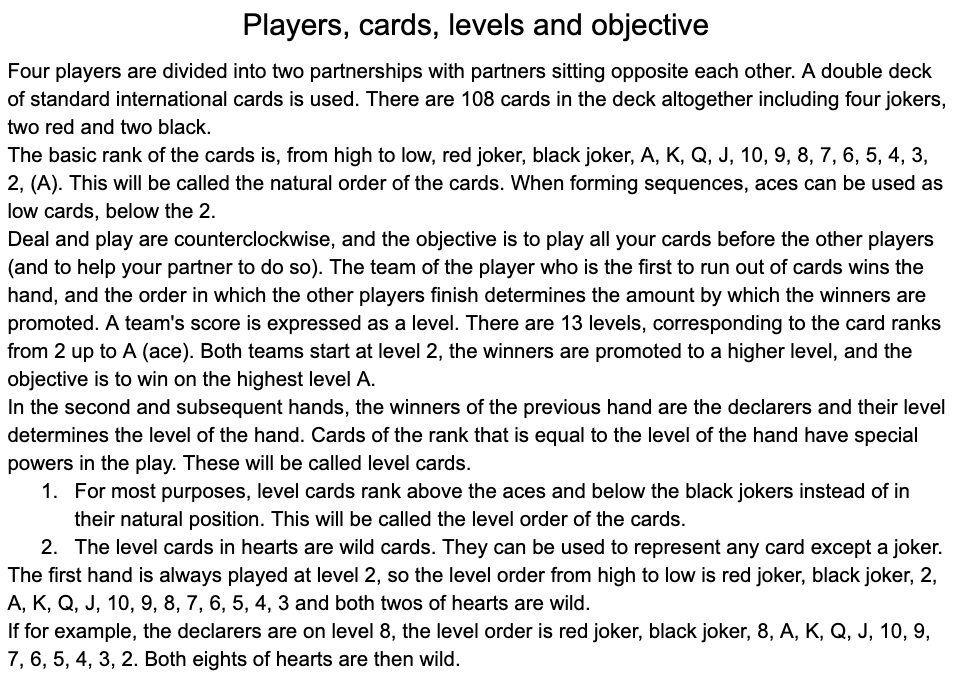 Players, cards, levels and objective
Four players are divided into two partnerships with partners sitting opposite each other. A double deck
of standard international cards is used. There are 108 cards in the deck altogether including four jokers,
two red and two black.
The basic rank of the cards is, from high to low, red joker, black joker, A, K, Q, J, 10, 9, 8, 7, 6, 5, 4, 3,
2, (A). This will be called the natural order of the cards. When forming sequences, aces can be used as
low cards, below the 2.
Deal and play are counterclockwise, and the objective is to play all your cards before the other players
(and to help your partner to do so). The team of the player who is the first to run out of cards wins the
hand, and the order in which the other players finish determines the amount by which the winners are
promoted. A team's score is expressed as a level. There are 13 levels, corresponding to the card ranks
from 2 up to A (ace). Both teams start at level 2, the winners are promoted to a higher level, and the
objective is to win on the highest level A.
In the second and subsequent hands, the winners of the previous hand are the declarers and their level
determines the level of the hand. Cards of the rank that is equal to the level of the hand have special
powers in the play. These will be called level cards.
1. For most purposes, level cards rank above the aces and below the black jokers instead of in
their natural position. This will be called the level order of the cards.
2. The level cards in hearts are wild cards. They can be used to represent any card except a joker.
The first hand is always played at level 2, so the level order from high to low is red joker, black joker, 2,
A, K, Q, J, 10, 9, 8, 7, 6, 5, 4, 3 and both twos of hearts are wild.
If for example, the declarers are on level 8, the level order is red joker, black joker, 8, A, K, Q, J, 10, 9,
7, 6, 5, 4, 3, 2. Both eights of hearts are then wild.